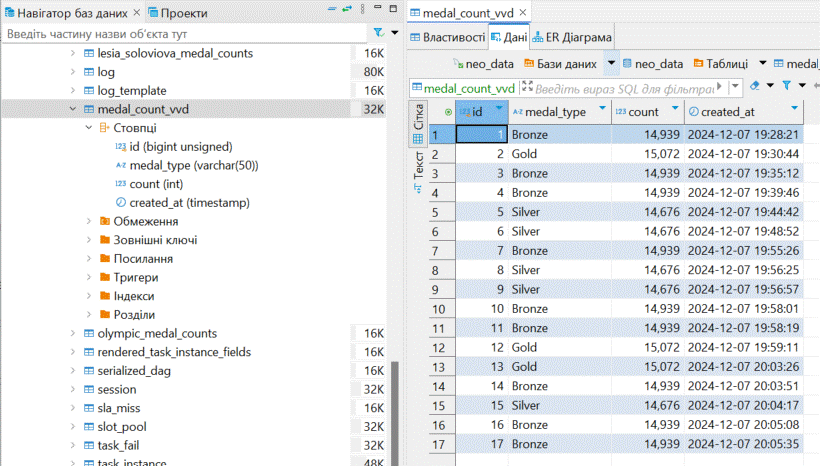 Навігатор баз даних
Проекти
Введіть частину назви об'єкта тут
lesia_soloviova_medal_counts 16K
log 80K
log_template 16K
medal_count_vvd 32K
Стовпці
id (bigint unsigned)
medal_type (varchar(50))
count (int)
created_at (timestamp)
Обмеження
Зовнішні ключі
Посилання
Тригери
Індекси
Розділи
olympic_medal_counts 16K
rendered_task_instance_fields 16K
serialized_dag 16K
session 32K
sla_miss 16K
slot_pool 32K
task_fail 32K
task_instance 48K
medal_count_vvd
Властивості Дані ER Діаграма
neo_data Бази даних neo_data Таблиці medal
medal_count_vvd Введіть вираз SQL для фільтрац
Сітка
Текст
123 id A-Z medal_type 123 count created_at
1 1 Bronze 14,939 2024-12-07 19:28:21
2 2 Gold 15,072 2024-12-07 19:30:44
3 3 Bronze 14,939 2024-12-07 19:35:12
4 4 Bronze 14,939 2024-12-07 19:39:46
5 5 Silver 14,676 2024-12-07 19:44:42
6 6 Silver 14,676 2024-12-07 19:48:52
7 7 Bronze 14,939 2024-12-07 19:55:26
8 8 Silver 14,676 2024-12-07 19:56:25
9 9 Silver 14,676 2024-12-07 19:56:57
10 10 Bronze 14,939 2024-12-07 19:58:01
11 11 Bronze 14,939 2024-12-07 19:58:19
12 12 Gold 15,072 2024-12-07 19:59:11
13 13 Gold 15,072 2024-12-07 20:03:26
14 14 Bronze 14,939 2024-12-07 20:03:51
15 15 Silver 14,676 2024-12-07 20:04:17
16 16 Bronze 14,939 2024-12-07 20:05:08
17 17 Bronze 14,939 2024-12-07 20:05:35